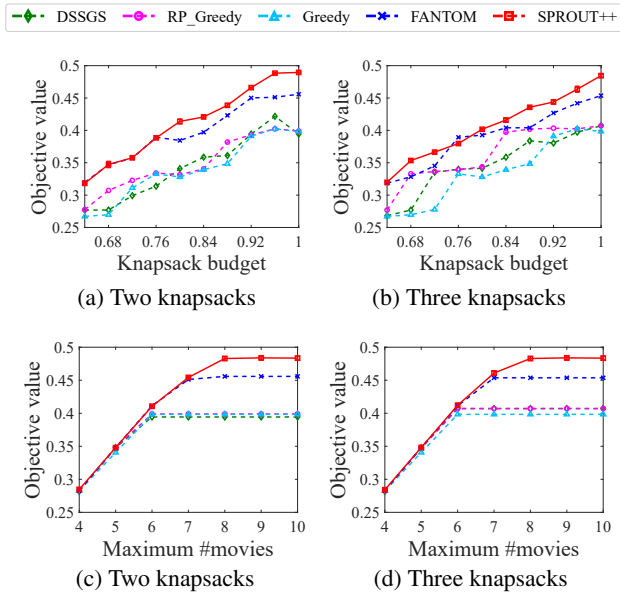 DSSGS RP_Greedy Greedy FANTOM SPROUT++
0.5
0.45
0.4
0.35
0.3
0.25
Objective value
0.68 0.76 0.84 0.92 1
Knapsack budget
(a) Two knapsacks
0.5
0.45
0.4
0.35
0.3
0.25
Objective value
0.68 0.76 0.84 0.92 1
Knapsack budget
(b) Three knapsacks
0.5
0.45
0.4
0.35
0.3
0.25
Objective value
4 5 6 7 8 9 10
Maximum #movies
(c) Two knapsacks
0.5
0.45
0.4
0.35
0.3
0.25
Objective value
4 5 6 7 8 9 10
Maximum #movies
(d) Three knapsacks